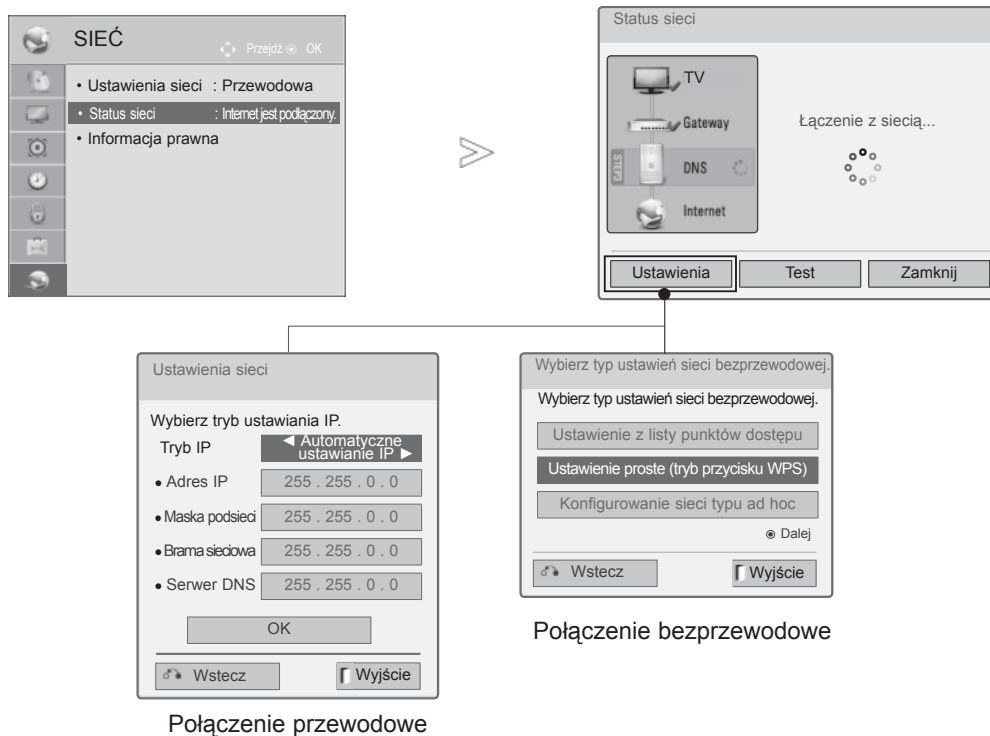 SIEĆ
Przejdź OK
• Ustawienia sieci : Przewodowa
• Status sieci : Internet jest podłączony.
• Informacja prawna
Status sieci
TV
Gateway
STEP3
DNS
Internet
Łączenie z siecią...
Ustawienia
Test
Zamknij
Ustawienia sieci
Wybierz tryb ustawiania IP.
Tryb IP
◄ Automatyczne
ustawianie IP ►
• Adres IP 255 . 255 . 0 . 0
• Maska podsieci 255 . 255 . 0 . 0
• Brama sieciowa 255 . 255 . 0 . 0
• Serwer DNS 255 . 255 . 0 . 0
OK
Wstecz
Wyjście
Połączenie przewodowe
Wybierz typ ustawień sieci bezprzewodowej.
Wybierz typ ustawień sieci bezprzewodowej.
Ustawienie z listy punktów dostępu
Ustawienie proste (tryb przycisku WPS)
Konfigurowanie sieci typu ad hoc
Dalej
Wstecz
Wyjście
Połączenie bezprzewodowe